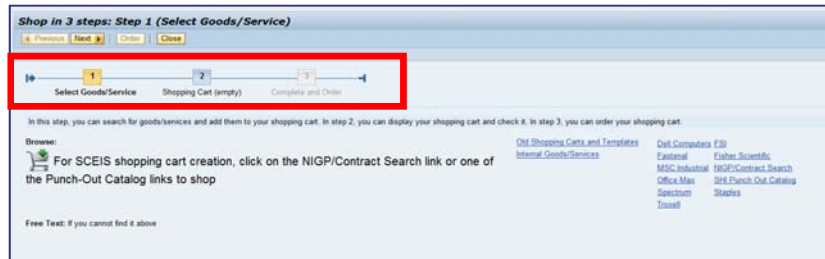 Shop in 3 steps: Step 1 (Select Goods/Service)
Previous Next Order Close
1 2 3
Select Goods/Service Shopping Cart (empty) Complete and Order
In this step, you can search for goods/services and add them to your shopping cart. In step 2, you can display your shopping cart and check it. In step 3, you can order your shopping cart.
Browse:
For SCEIS shopping cart creation, click on the NIGP/Contract Search link or one of
the Punch-Out Catalog links to shop
Old Shopping Carts and Templates
Internal Goods/Services
Dell Computers FSI
Fastenal Fisher Scientific
MSC Industrial NIGP/Contract Search
Office Max SHI Punch Out Catalog
Spectrum Staples
Troxell
Free Text: If you cannot find it above